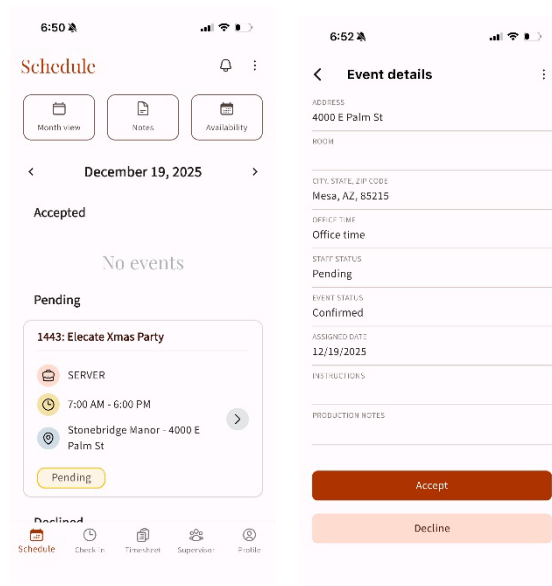 6:50
Schedule
Month view
Notes
Availability
December 19, 2025
Accepted
No events
Pending
1443: Elecate Xmas Party
SERVER
7:00 AM - 6:00 PM
Stonebridge Manor - 4000 E
Palm St
Pending
Declined
Schedule
Check in
Timesheet
Supervisor
Profile
6:52
Event details
ADDRESS
4000 E Palm St
ROOM
CITY, STATE, ZIP CODE
Mesa, AZ, 85215
OFFICE TIME
Office time
STAFF STATUS
Pending
EVENT STATUS
Confirmed
ASSIGNED DATE
12/19/2025
INSTRUCTIONS
PRODUCTION NOTES
Accept
Decline